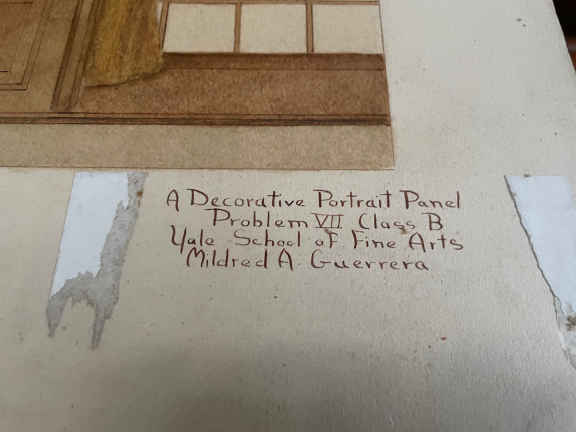 A Decorative Portrait Panel
Problem VII Class B
Yale School of Fine Arts
Mildred A. Guerrera